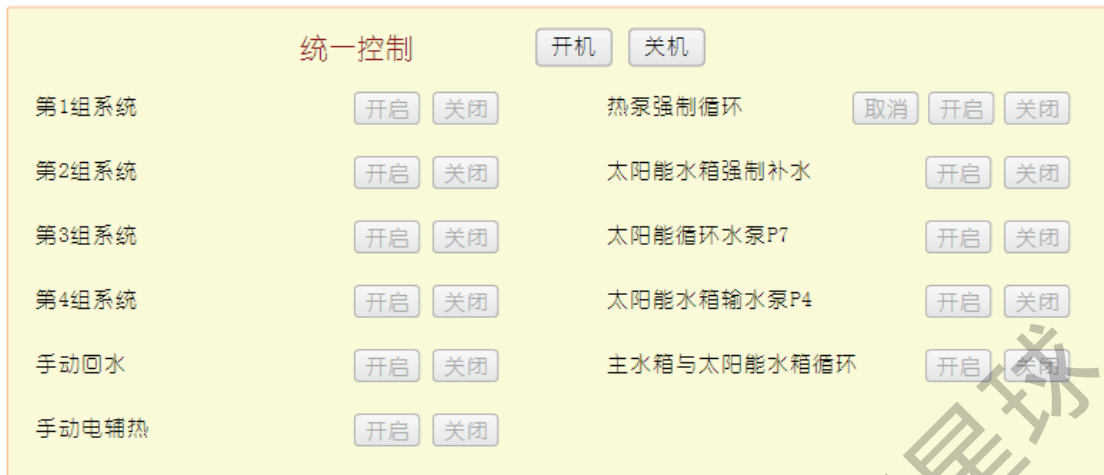 统一控制 开机 关机
第1组系统 开启 关闭 热泵强制循环 取消 开启 关闭
第2组系统 开启 关闭 太阳能水箱强制补水 开启 关闭
第3组系统 开启 关闭 太阳能循环水泵P7 开启 关闭
第4组系统 开启 关闭 太阳能水箱输水泵P4 开启 关闭
手动回水 开启 关闭 主水箱与太阳能水箱循环 开启 关闭
手动电辅热 开启 关闭
星球